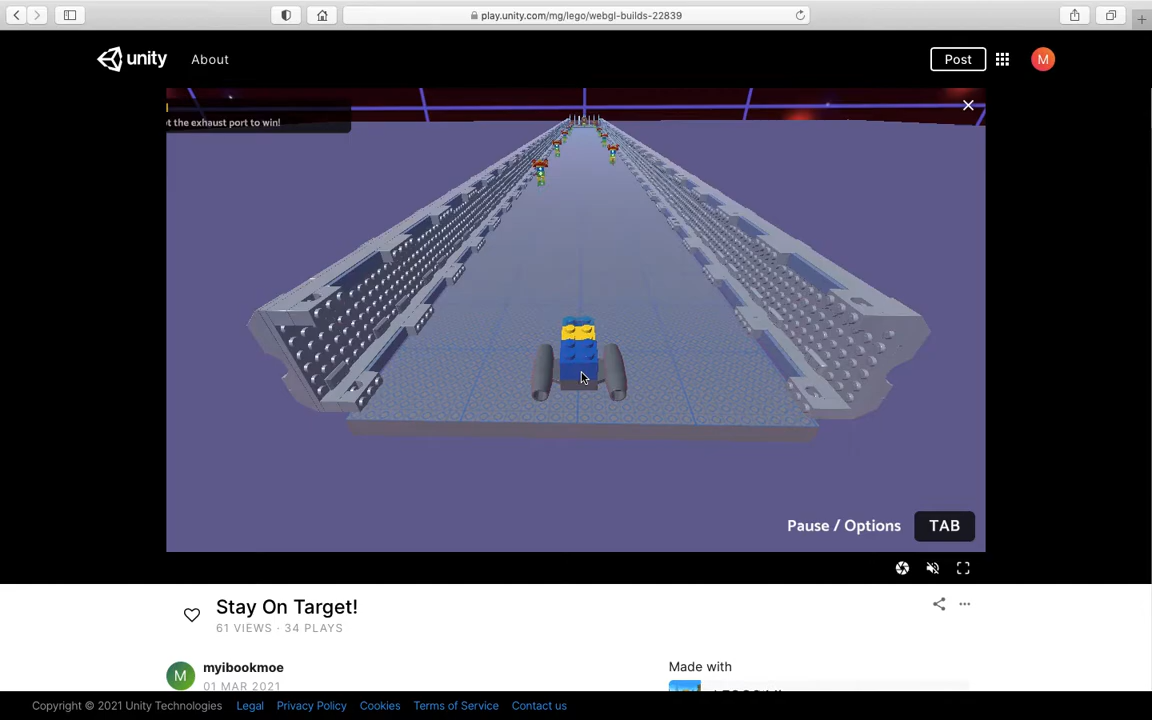 play.unity.com/mg/lego/webgl-builds-22839
unity About Post M
the exhaust port to win!
Pause / Options TAB
Stay On Target!
61 VIEWS · 34 PLAYS
M myibookmoe
01 MAR 2021
Made with
Copyright © 2021 Unity Technologies Legal Privacy Policy Cookies Terms of Service Contact us